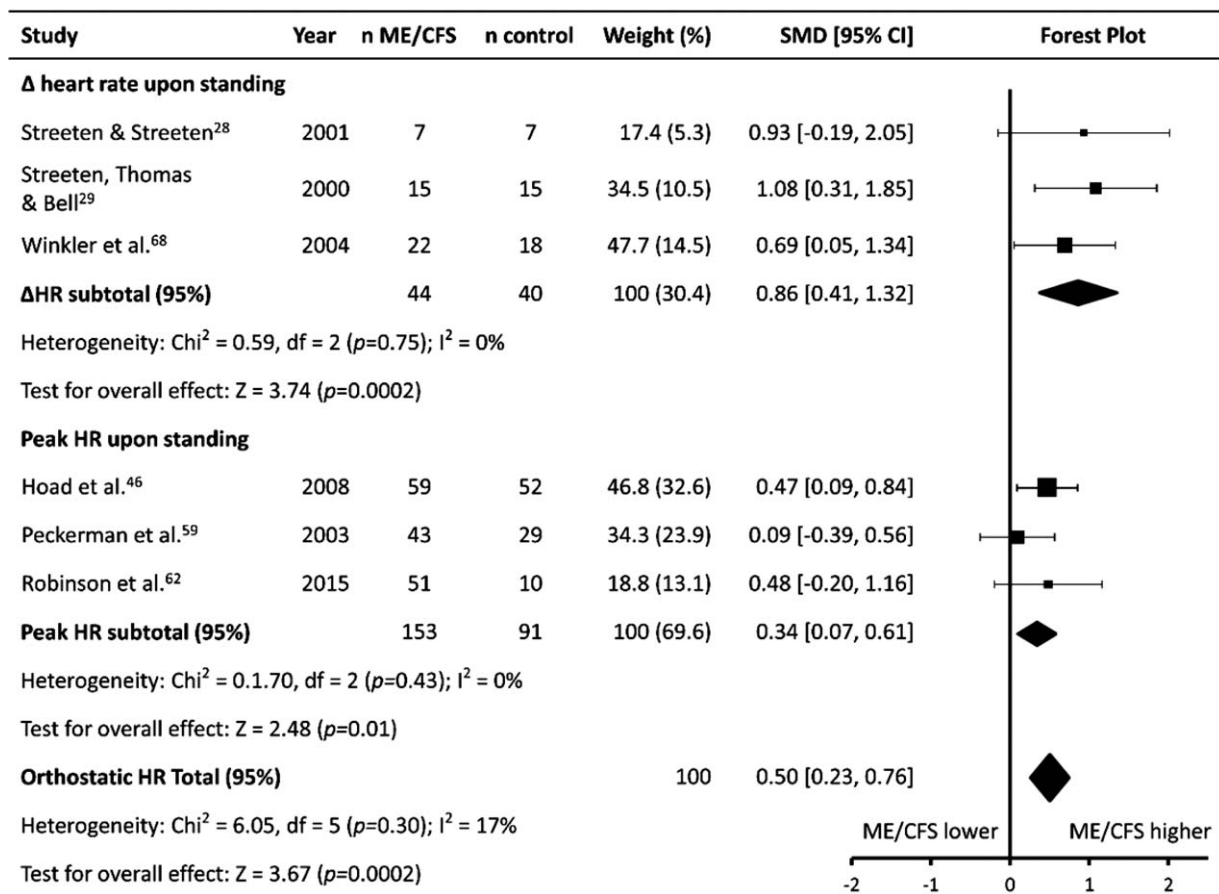 Study Year n ME/CFS n control Weight (%) SMD [95% CI] Forest Plot
Δ heart rate upon standing
Streeten & Streeten²⁸ 2001 7 7 17.4 (5.3) 0.93 [-0.19, 2.05]
Streeten, Thomas
& Bell²⁹ 2000 15 15 34.5 (10.5) 1.08 [0.31, 1.85]
Winkler et al.⁶⁸ 2004 22 18 47.7 (14.5) 0.69 [0.05, 1.34]
ΔHR subtotal (95%) 44 40 100 (30.4) 0.86 [0.41, 1.32]
Heterogeneity: Chi² = 0.59, df = 2 (p=0.75); I² = 0%
Test for overall effect: Z = 3.74 (p=0.0002)
Peak HR upon standing
Hoad et al.⁴⁶ 2008 59 52 46.8 (32.6) 0.47 [0.09, 0.84]
Peckerman et al.⁵⁹ 2003 43 29 34.3 (23.9) 0.09 [-0.39, 0.56]
Robinson et al.⁶² 2015 51 10 18.8 (13.1) 0.48 [-0.20, 1.16]
Peak HR subtotal (95%) 153 91 100 (69.6) 0.34 [0.07, 0.61]
Heterogeneity: Chi² = 0.1.70, df = 2 (p=0.43); I² = 0%
Test for overall effect: Z = 2.48 (p=0.01)
Orthostatic HR Total (95%) 100 0.50 [0.23, 0.76]
Heterogeneity: Chi² = 6.05, df = 5 (p=0.30); I² = 17%
ME/CFS lower ME/CFS higher
Test for overall effect: Z = 3.67 (p=0.0002)
-2 -1 0 1 2